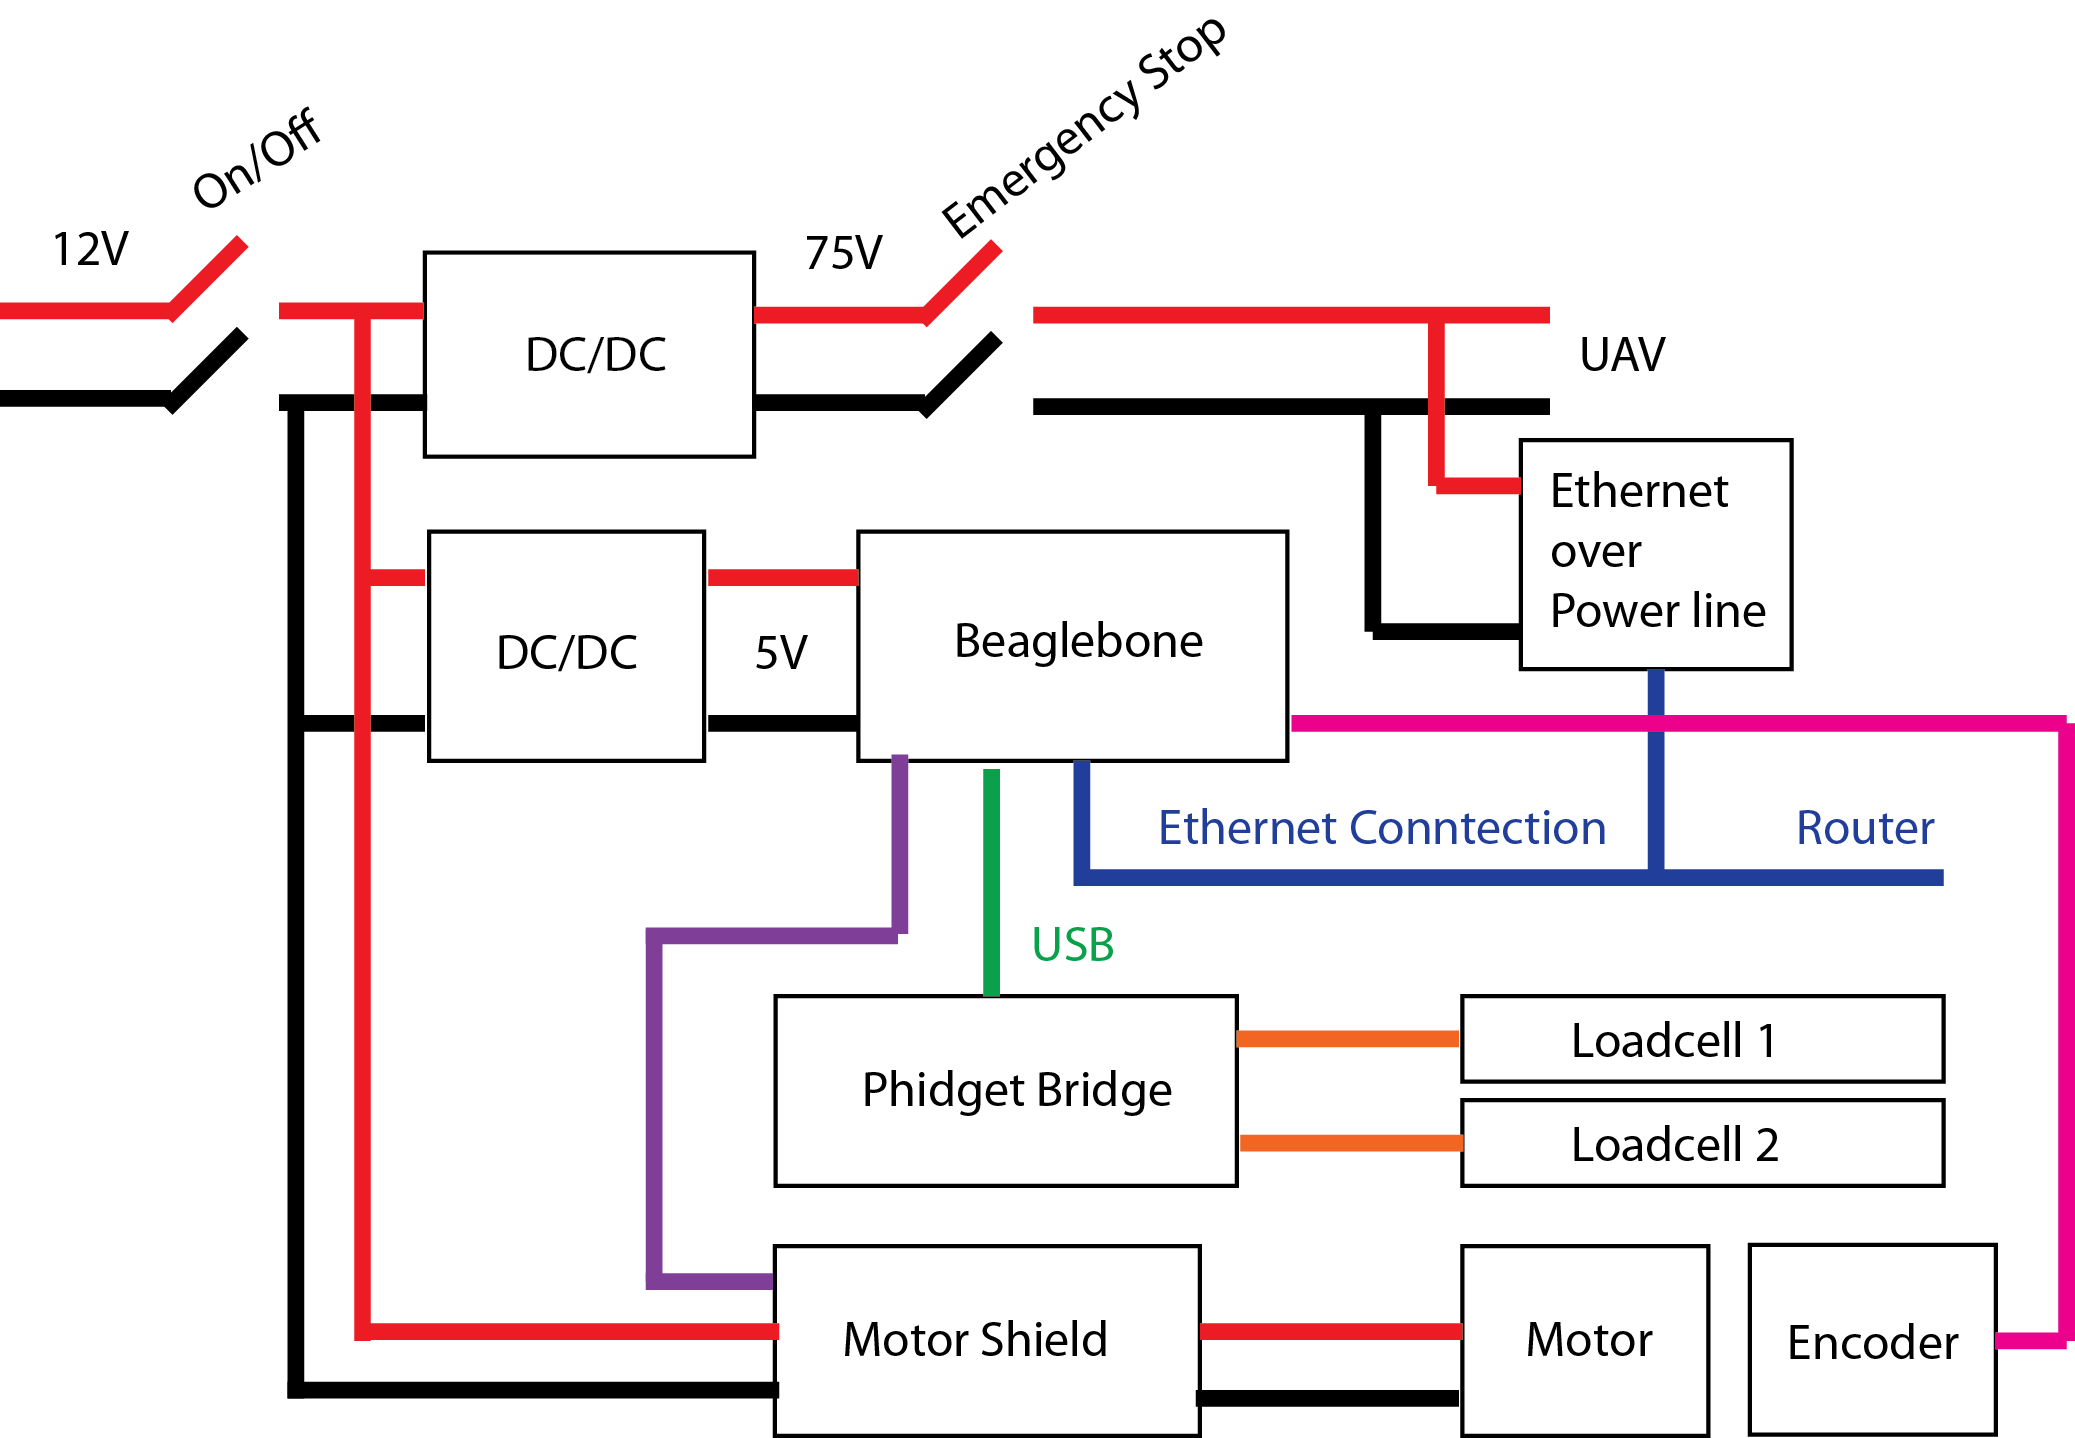 On/Off
Emergency Stop
12V
75V
DC/DC
UAV
Ethernet
over
Power line
DC/DC
5V
Beaglebone
Ethernet Conntection
Router
USB
Phidget Bridge
Loadcell 1
Loadcell 2
Motor Shield
Motor
Encoder